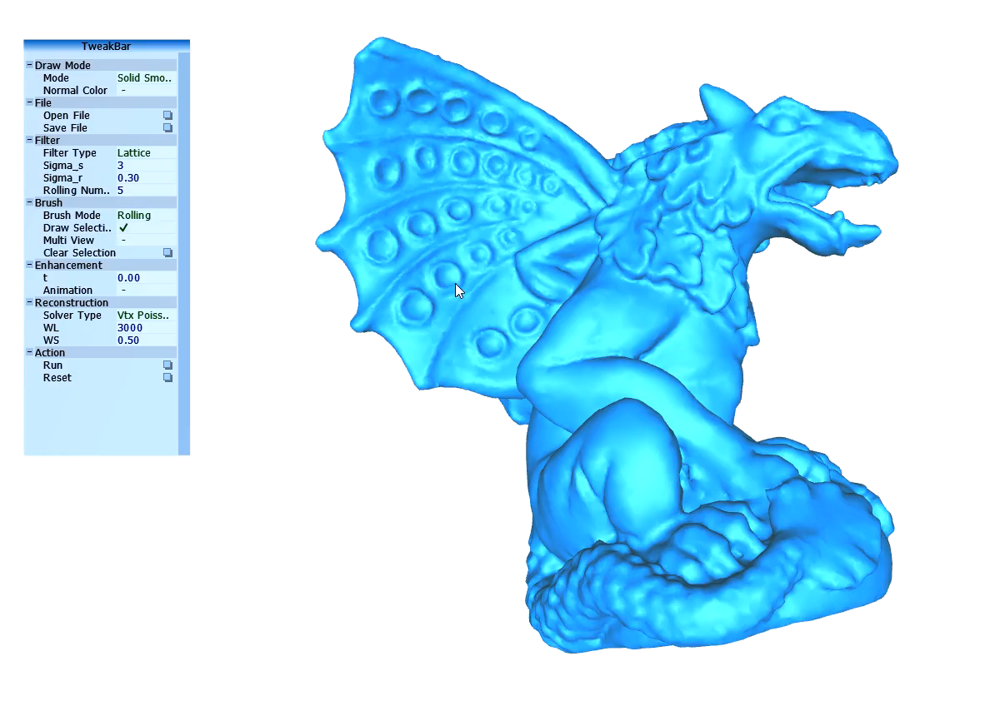 TweakBar
Draw Mode
Mode Solid Smo..
Normal Color -
File
Open File
Save File
Filter
Filter Type Lattice
Sigma_s 3
Sigma_r 0.30
Rolling Num.. 5
Brush
Brush Mode Rolling
Draw Selecti.. ✓
Multi View -
Clear Selection
Enhancement
t 0.00
Animation -
Reconstruction
Solver Type Vtx Poiss..
WL 3000
WS 0.50
Action
Run
Reset